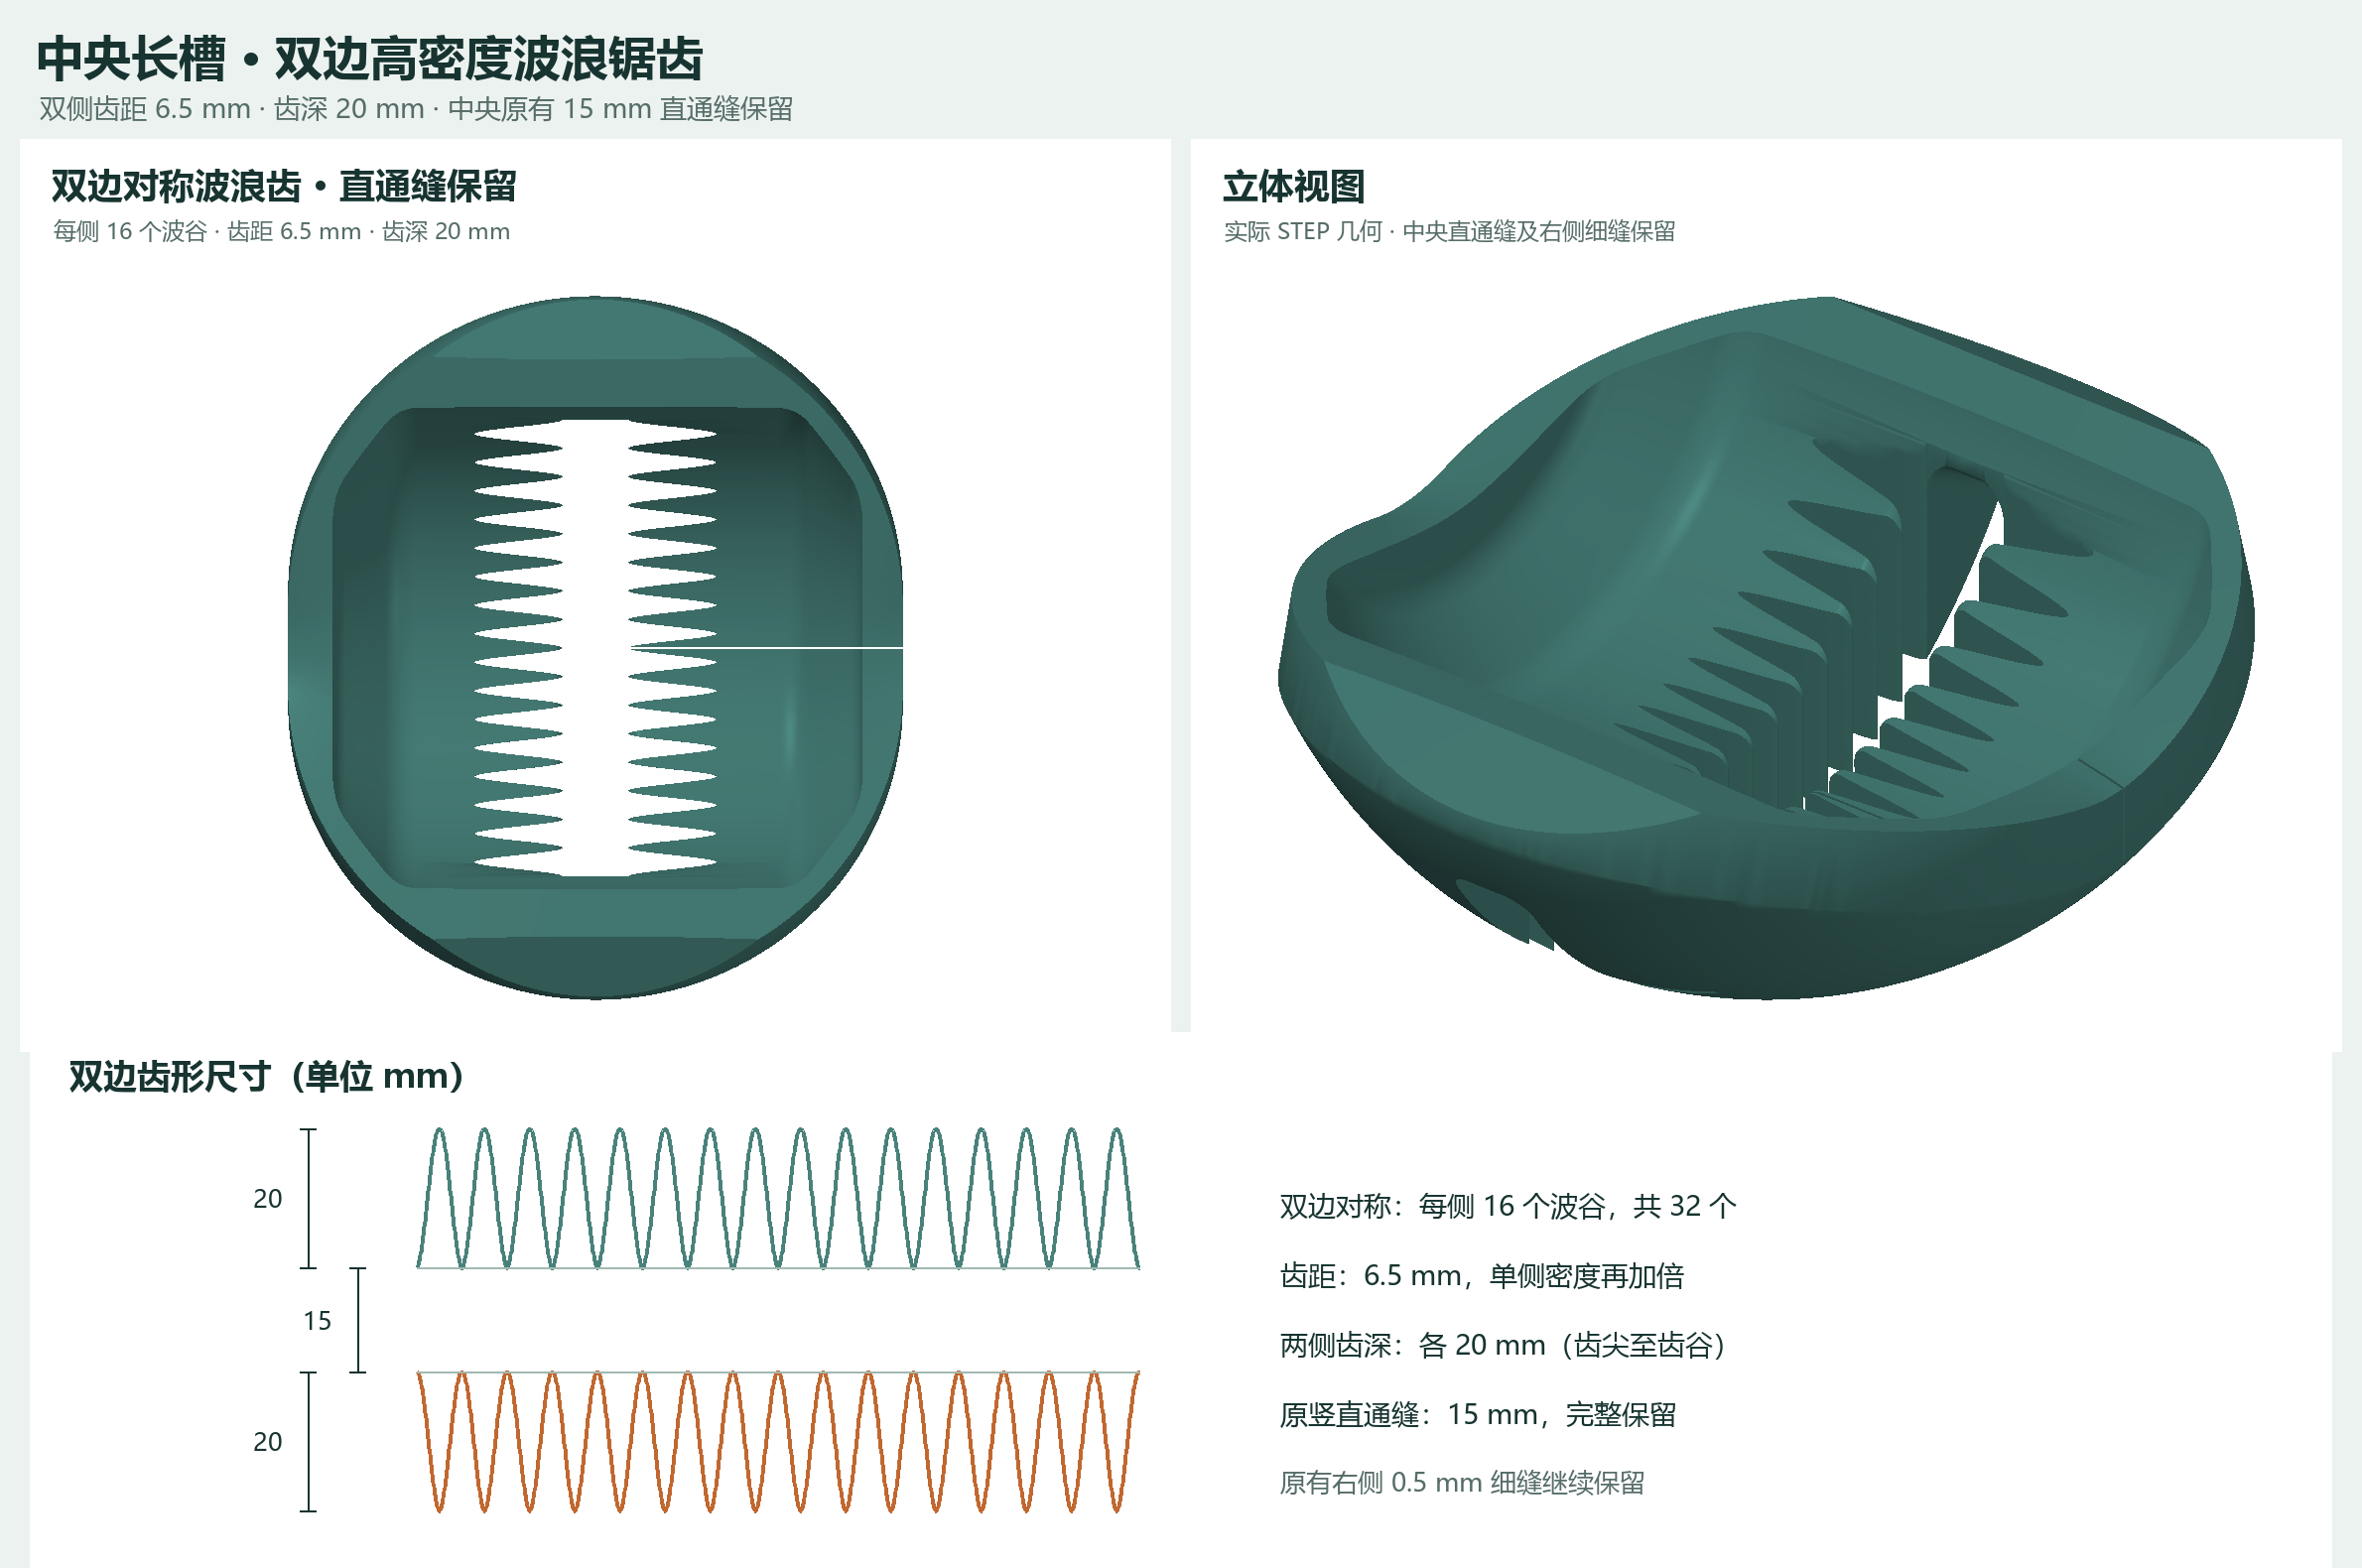 中央长槽 • 双边高密度波浪锯齿
双侧齿距 6.5 mm · 齿深 20 mm · 中央原有 15 mm 直通缝保留
双边对称波浪齿 • 直通缝保留
每侧 16 个波谷 · 齿距 6.5 mm · 齿深 20 mm
立体视图
实际 STEP 几何 · 中央直通缝及右侧细缝保留
双边齿形尺寸（单位 mm）
20
15
20
双边对称：每侧 16 个波谷，共 32 个
齿距：6.5 mm，单侧密度再加倍
两侧齿深：各 20 mm（齿尖至齿谷）
原竖直通缝：15 mm，完整保留
原有右侧 0.5 mm 细缝继续保留